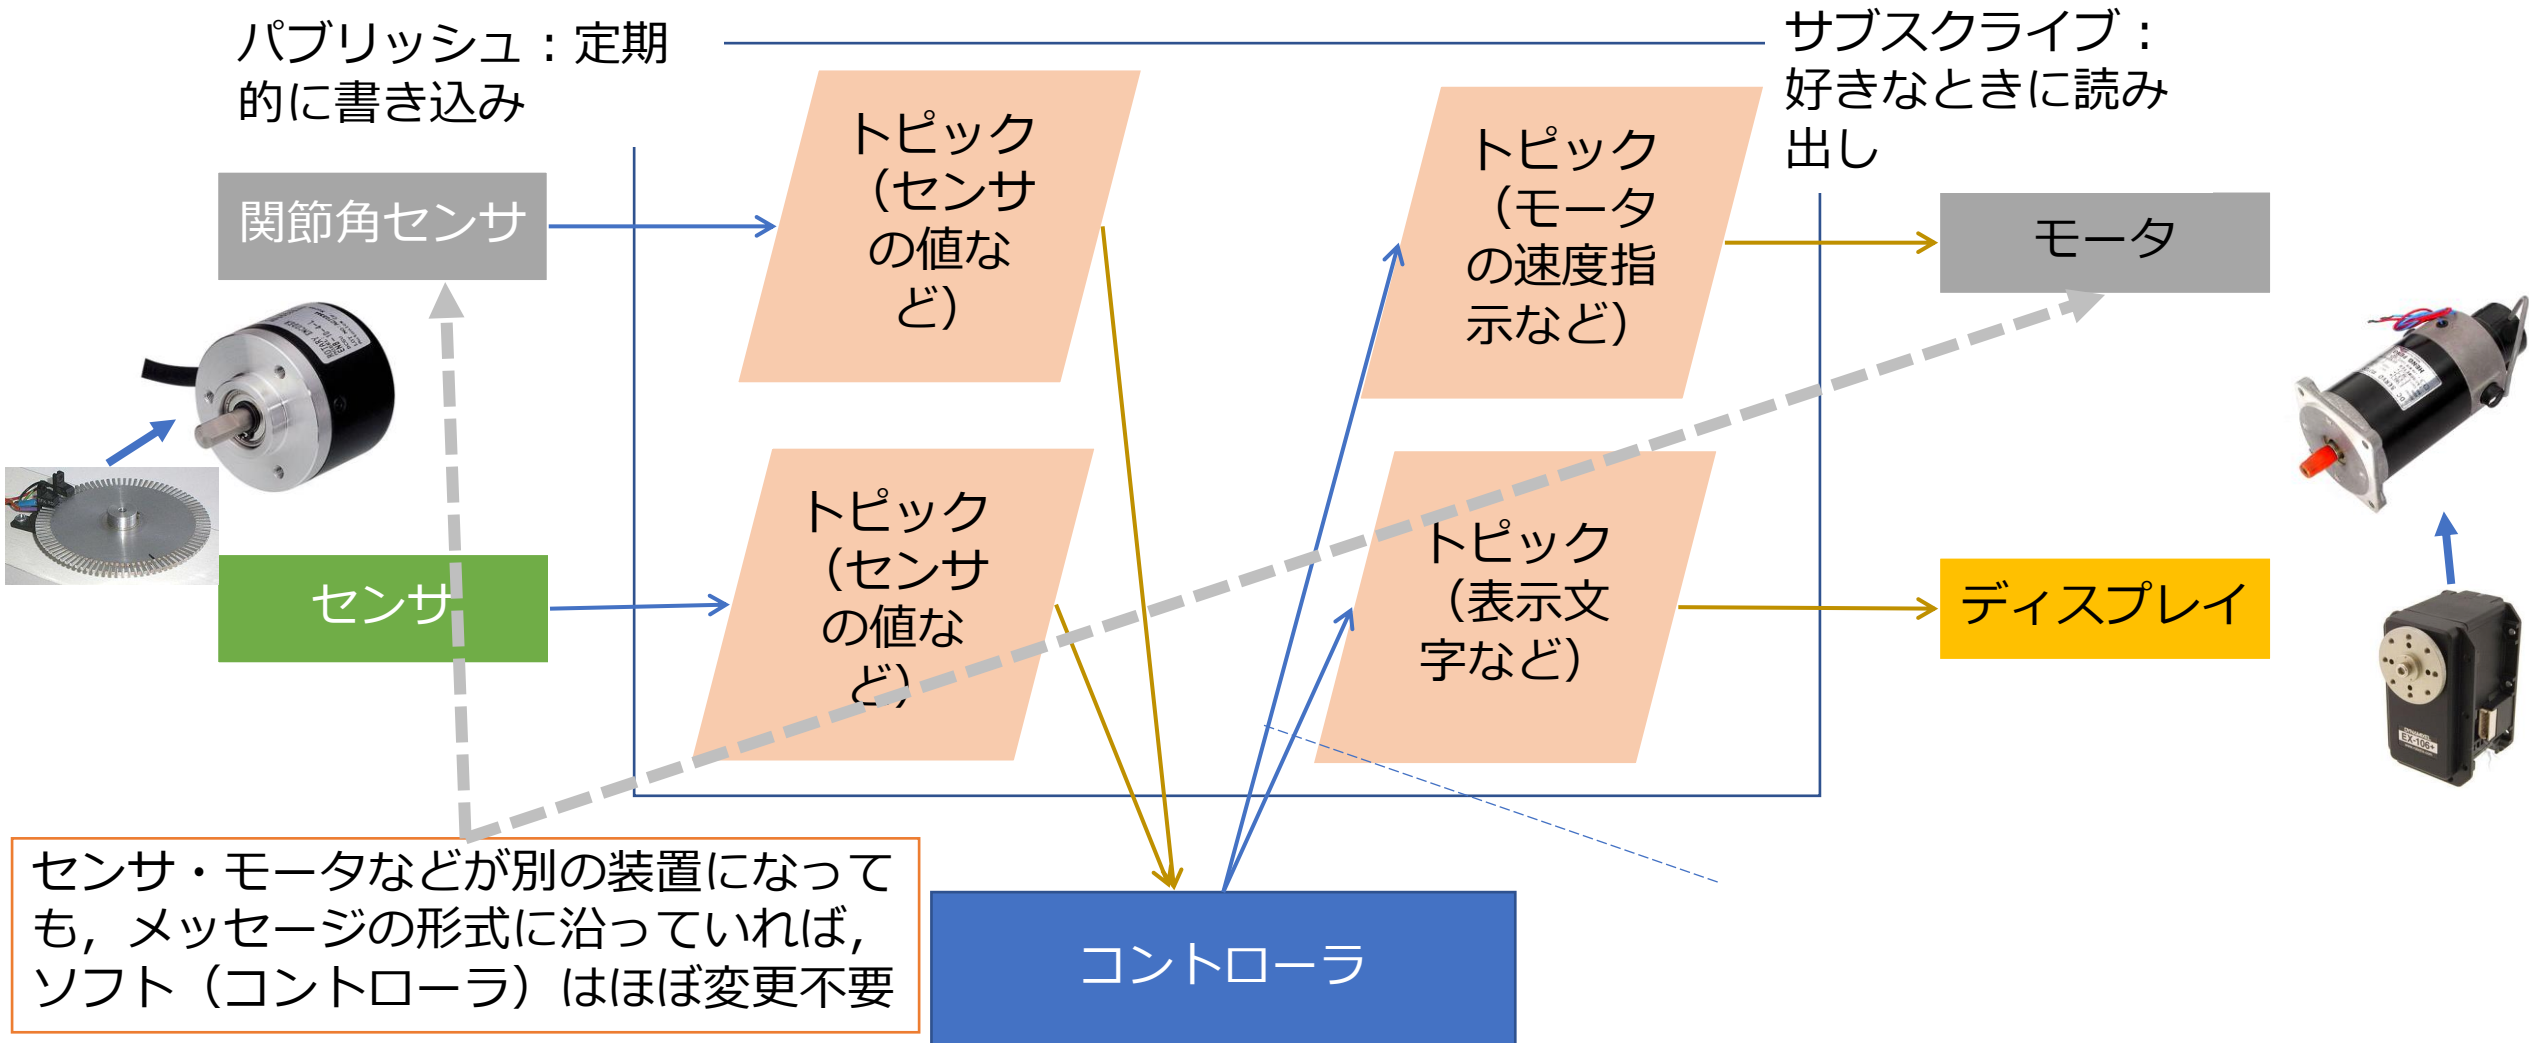 パブリッシュ：定期
的に書き込み
サブスクライブ：
好きなときに読み
出し
関節角センサ
トピック
（センサ
の値な
ど）
トピック
（モータ
の速度指
示など）
モータ
センサ
トピック
（センサ
の値な
ど）
トピック
（表示文
字など）
ディスプレイ
EX-106+
センサ・モータなどが別の装置になって
も，メッセージの形式に沿っていれば，
ソフト（コントローラ）はほぼ変更不要
コントローラ